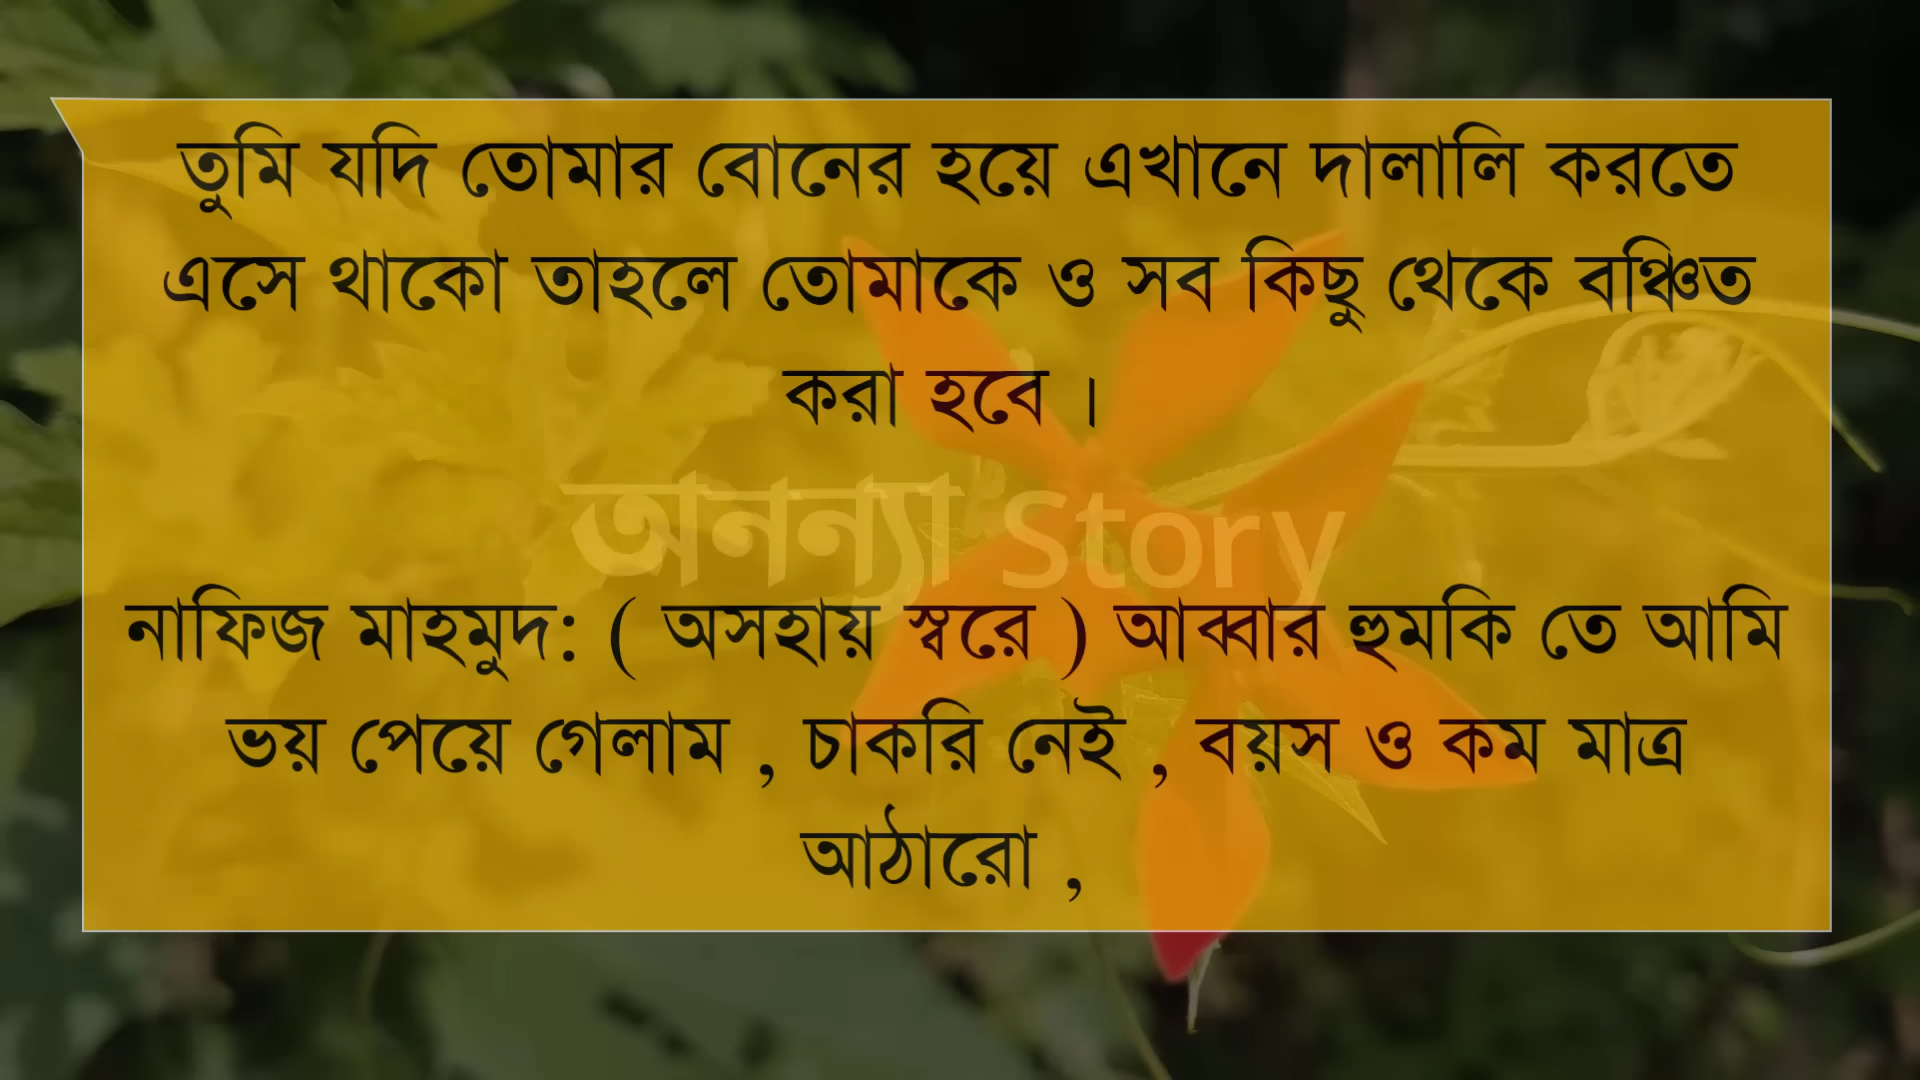 তুমি যদি তোমার বোনের হয়ে এখানে দালালি করতে
এসে থাকো তাহলে তোমাকে ও সব কিছু থেকে বঞ্চিত
করা হবে ।
অনন্যা Story
নাফিজ মাহমুদ: ( অসহায় স্বরে ) আব্বার হুমকি তে আমি
ভয় পেয়ে গেলাম , চাকরি নেই , বয়স ও কম মাত্র
আঠারো ,